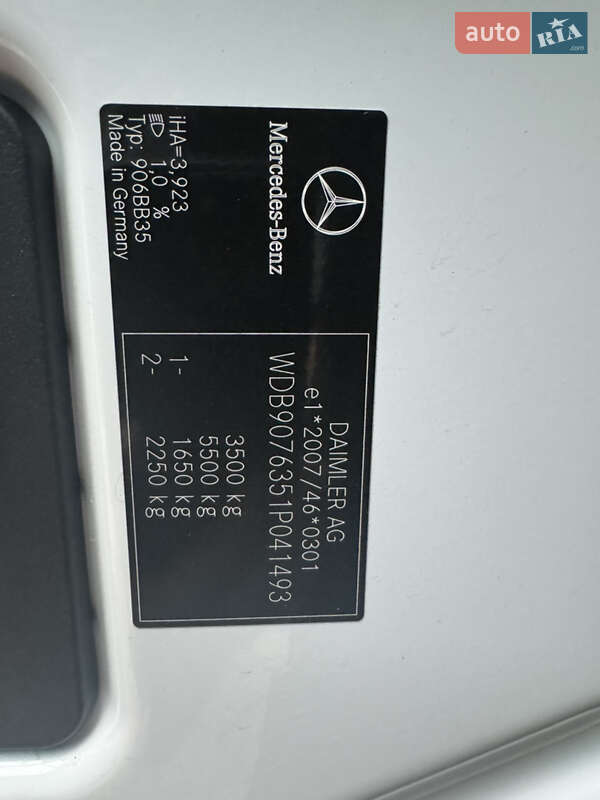 auto RIA
.com
Mercedes-Benz
iHA=3,923
1,0 %
Typ: 906BB35
Made in Germany
DAIMLER AG
e1*2007/46*0301
WDB9076351P041493
3500 kg
5500 kg
1- 1650 kg
2- 2250 kg